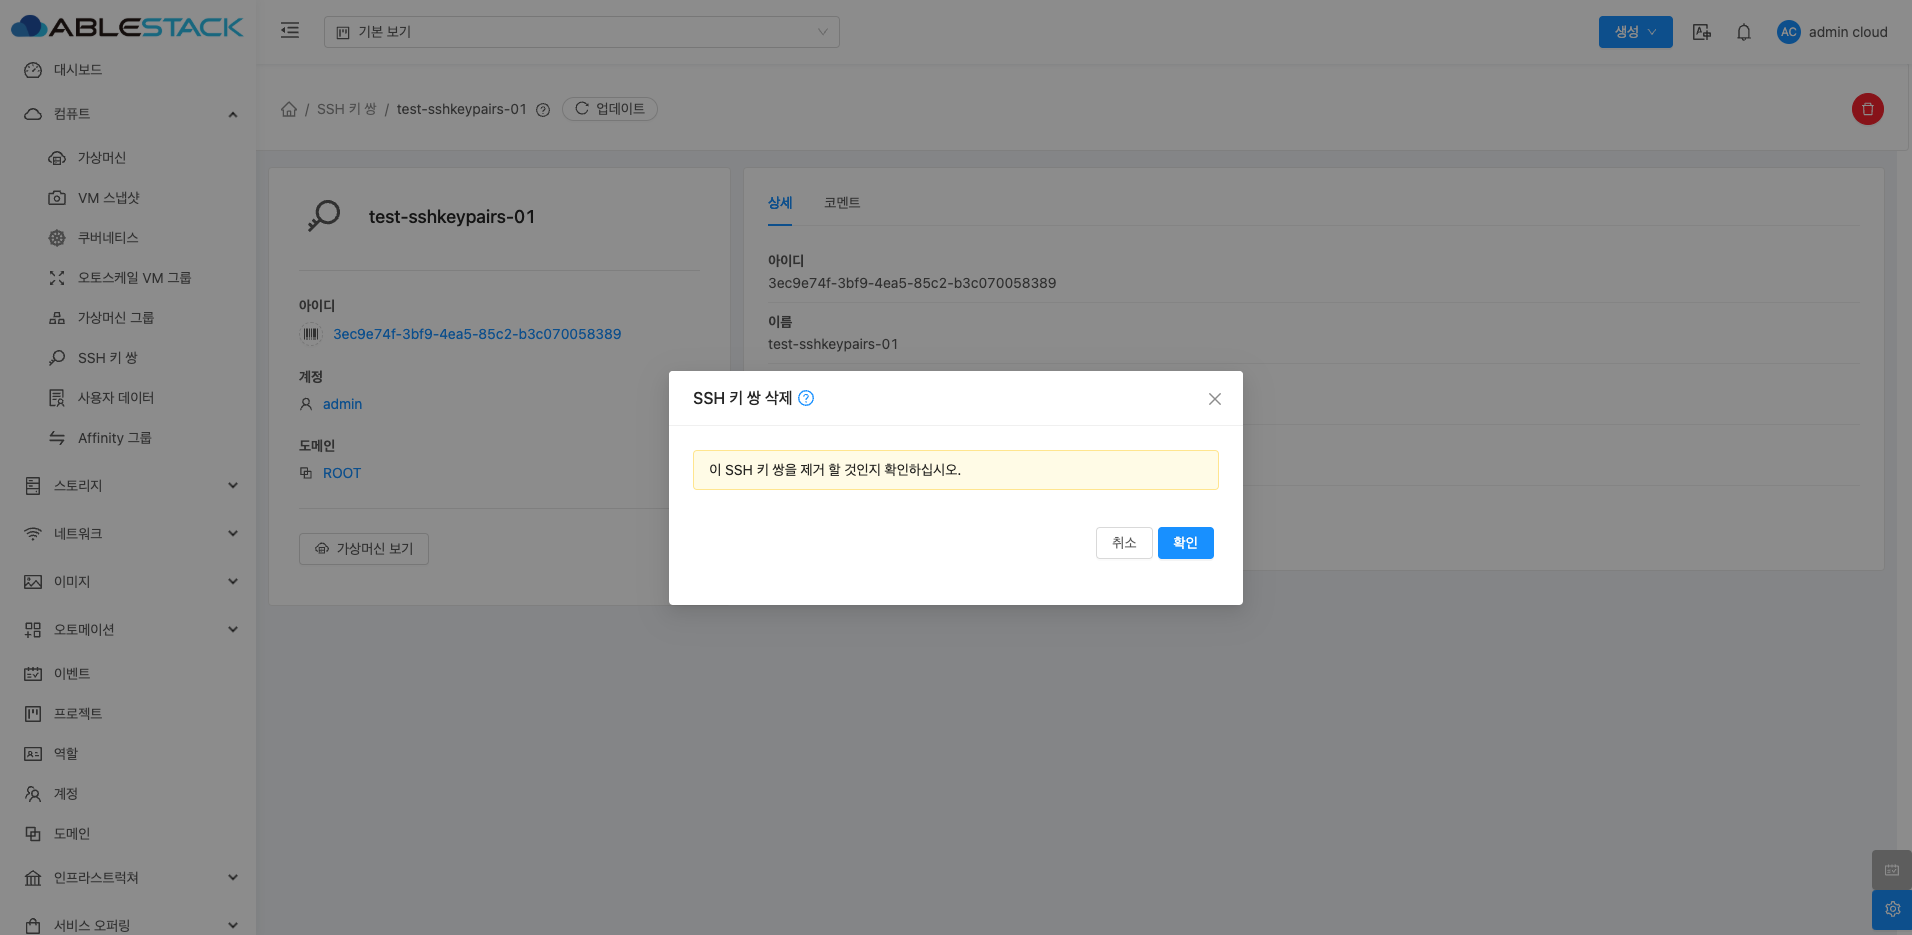 ABLESTACK
기본 보기
생성
AC
admin cloud
대시보드
컴퓨트
가상머신
VM 스냅샷
쿠버네티스
오토스케일 VM 그룹
가상머신 그룹
SSH 키 쌍
사용자 데이터
Affinity 그룹
스토리지
네트워크
이미지
오토메이션
이벤트
프로젝트
역할
계정
도메인
인프라스트럭쳐
서비스 오퍼링
/ SSH 키 쌍 / test-sshkeypairs-01
업데이트
test-sshkeypairs-01
아이디
3ec9e74f-3bf9-4ea5-85c2-b3c070058389
계정
admin
도메인
ROOT
가상머신 보기
상세
코멘트
아이디
3ec9e74f-3bf9-4ea5-85c2-b3c070058389
이름
test-sshkeypairs-01
SSH 키 쌍 삭제
이 SSH 키 쌍을 제거 할 것인지 확인하십시오.
취소
확인